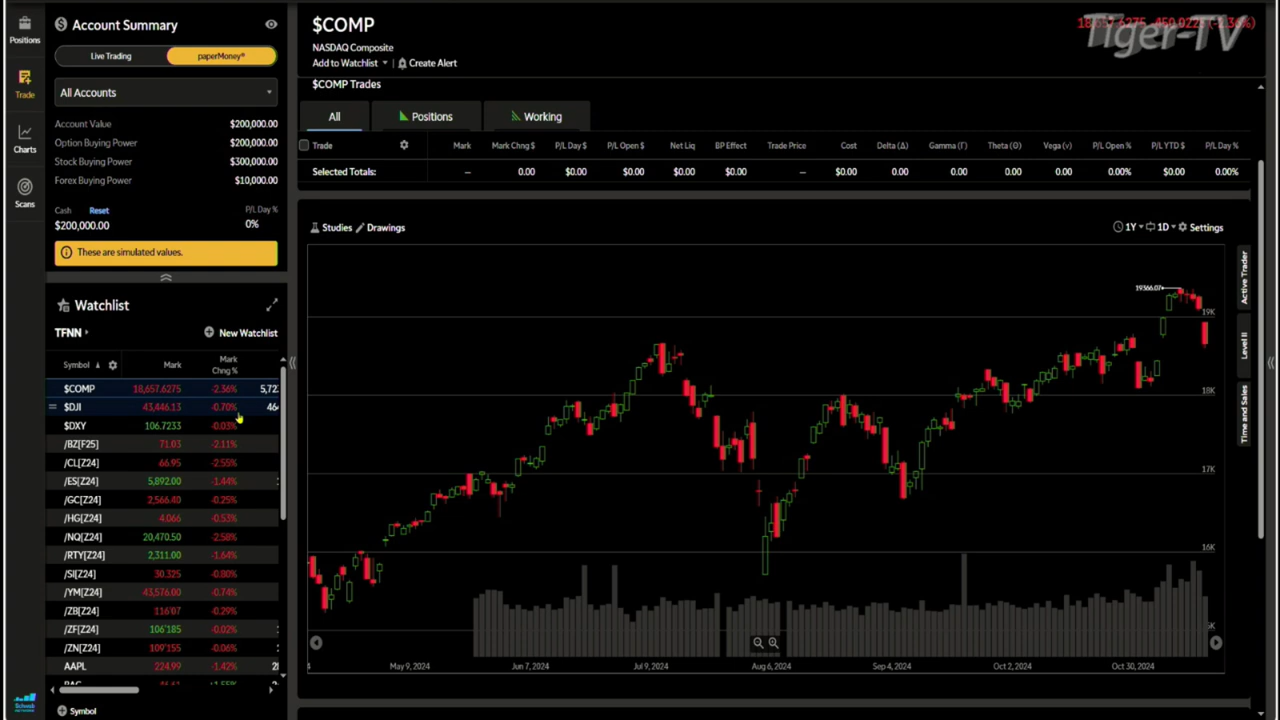 Positions
Trade
Charts
Scans
Account Summary
Live Trading
paperMoney®
All Accounts
Account Value $200,000.00
Option Buying Power $200,000.00
Stock Buying Power $300,000.00
Forex Buying Power $10,000.00
Cash Reset P/L Day %
$200,000.00 0%
These are simulated values.
Watchlist
TFNN New Watchlist
Symbol Mark Mark Chng %
$COMP 18,657.6275 -2.36%
$DJI 43,446.13 -0.70%
$DXY 106.7233 -0.03%
/BZ[F25] 71.03 -2.11%
/CL[Z24] 66.95 -2.55%
/ES[Z24] 5,892.00 -1.44%
/GC[Z24] 2,566.40 -0.25%
/HG[Z24] 4.066 -0.53%
/NQ[Z24] 20,470.50 -2.58%
/RTY[Z24] 2,311.00 -1.64%
/SI[Z24] 30.325 -0.80%
/YM[Z24] 43,576.00 -0.74%
/ZB[Z24] 116'07 -0.29%
/ZF[Z24] 106'185 -0.02%
/ZN[Z24] 109'155 -0.06%
AAPL 224.99 -1.42%
Symbol
$COMP
NASDAQ Composite
Add to Watchlist Create Alert
Tiger-TV
$COMP Trades
All Positions Working
Trade Mark Mark Chng $ P/L Day $ P/L Open $ Net Liq BP Effect Trade Price Cost Delta (Δ) Gamma (Γ) Theta (Θ) Vega (ν) P/L Open % P/L YTD $ P/L Day %
Selected Totals: -- 0.00 $0.00 $0.00 $0.00 $0.00 -- $0.00 0.00 0.00 0.00 0.00 0.00% $0.00 0.00%
Studies Drawings 1Y 1D Settings
19366.07
19K
18K
17K
16K
May 9, 2024 Jun 7, 2024 Jul 9, 2024 Aug 6, 2024 Sep 4, 2024 Oct 2, 2024 Oct 30, 2024
Active Trader
Level II
Time and Sales